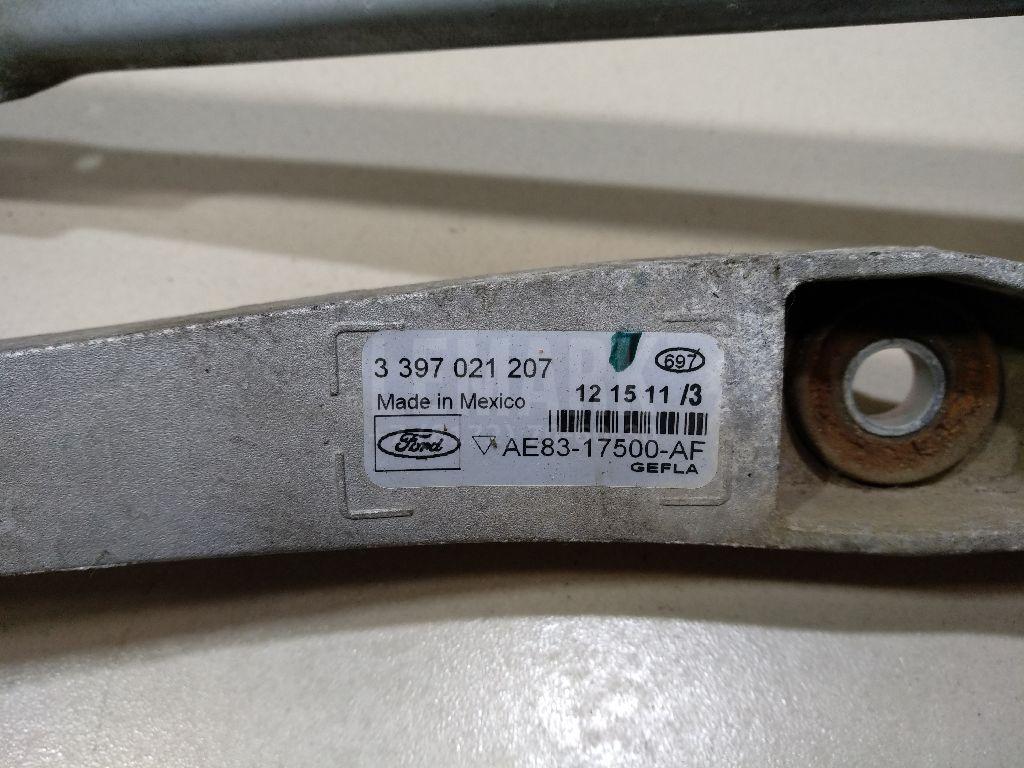 3 397 021 207
697
Made in Mexico
12 15 11 /3
Ford
AE83-17500-AF
GEFLA